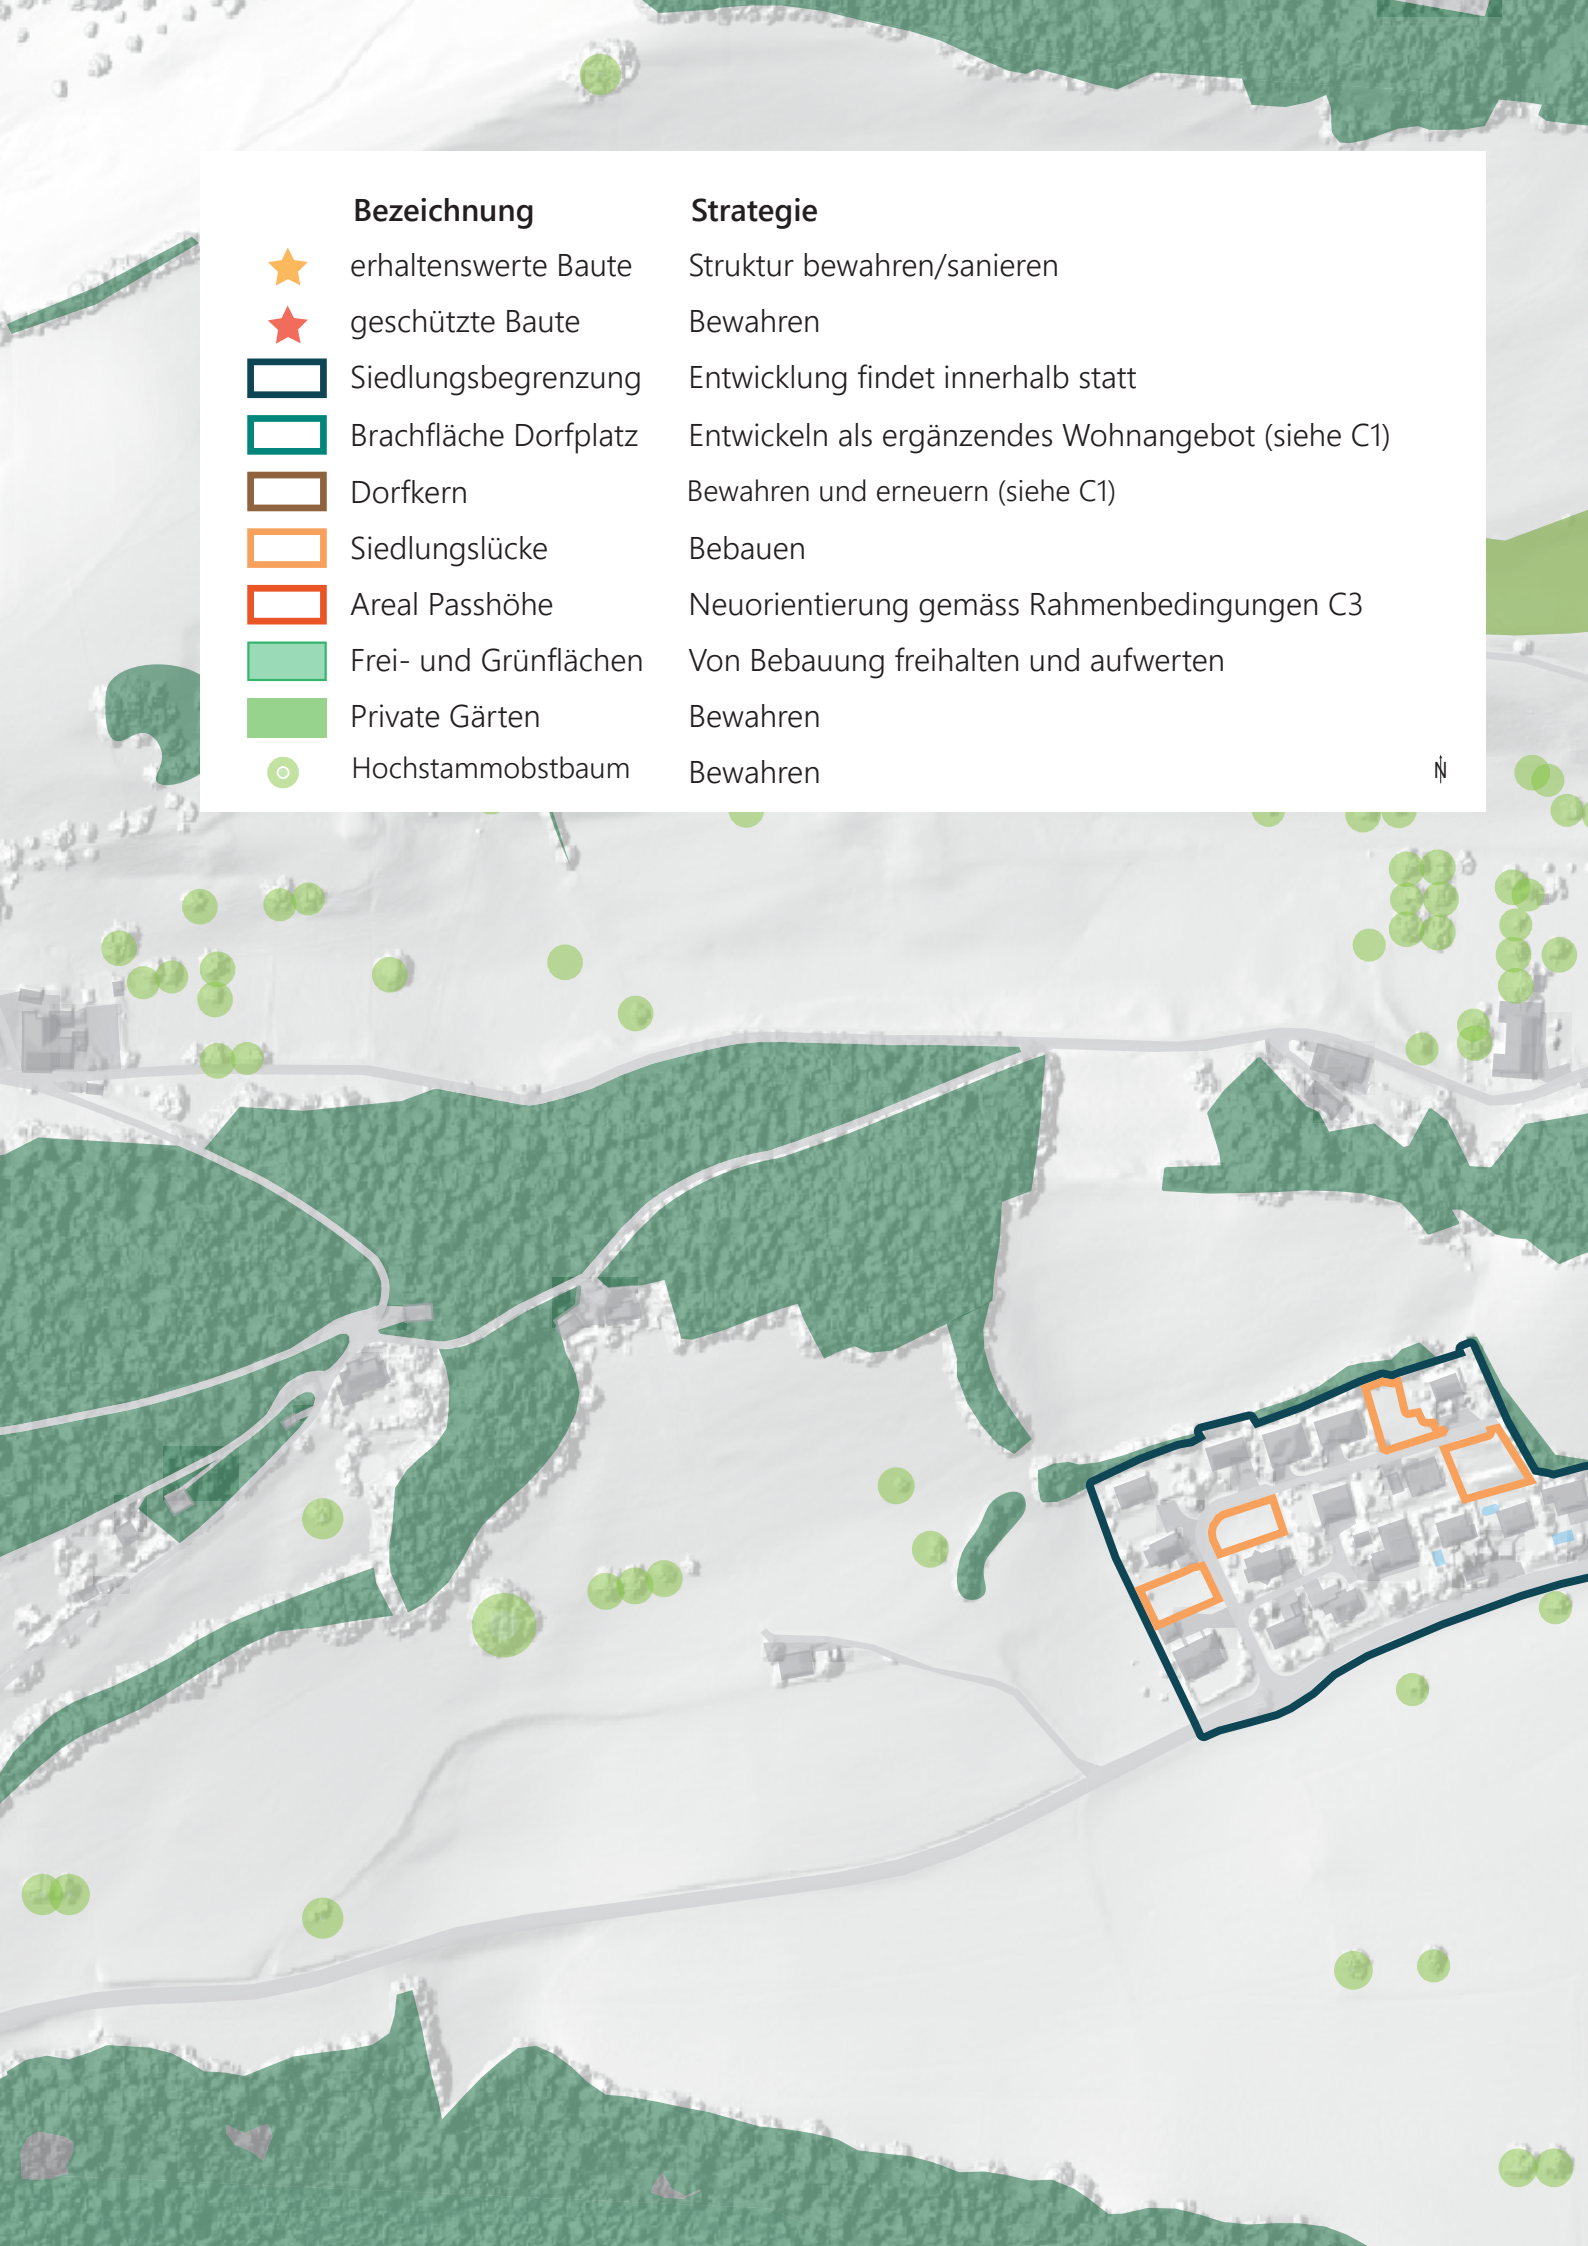 Bezeichnung Strategie
erhaltenswerte Baute Struktur bewahren/sanieren
geschützte Baute Bewahren
Siedlungsbegrenzung Entwicklung findet innerhalb statt
Brachfläche Dorfplatz Entwickeln als ergänzendes Wohnangebot (siehe C1)
Dorfkern Bewahren und erneuern (siehe C1)
Siedlungslücke Bebauen
Areal Passhöhe Neuorientierung gemäss Rahmenbedingungen C3
Frei- und Grünflächen Von Bebauung freihalten und aufwerten
Private Gärten Bewahren
Hochstammobstbaum Bewahren
N